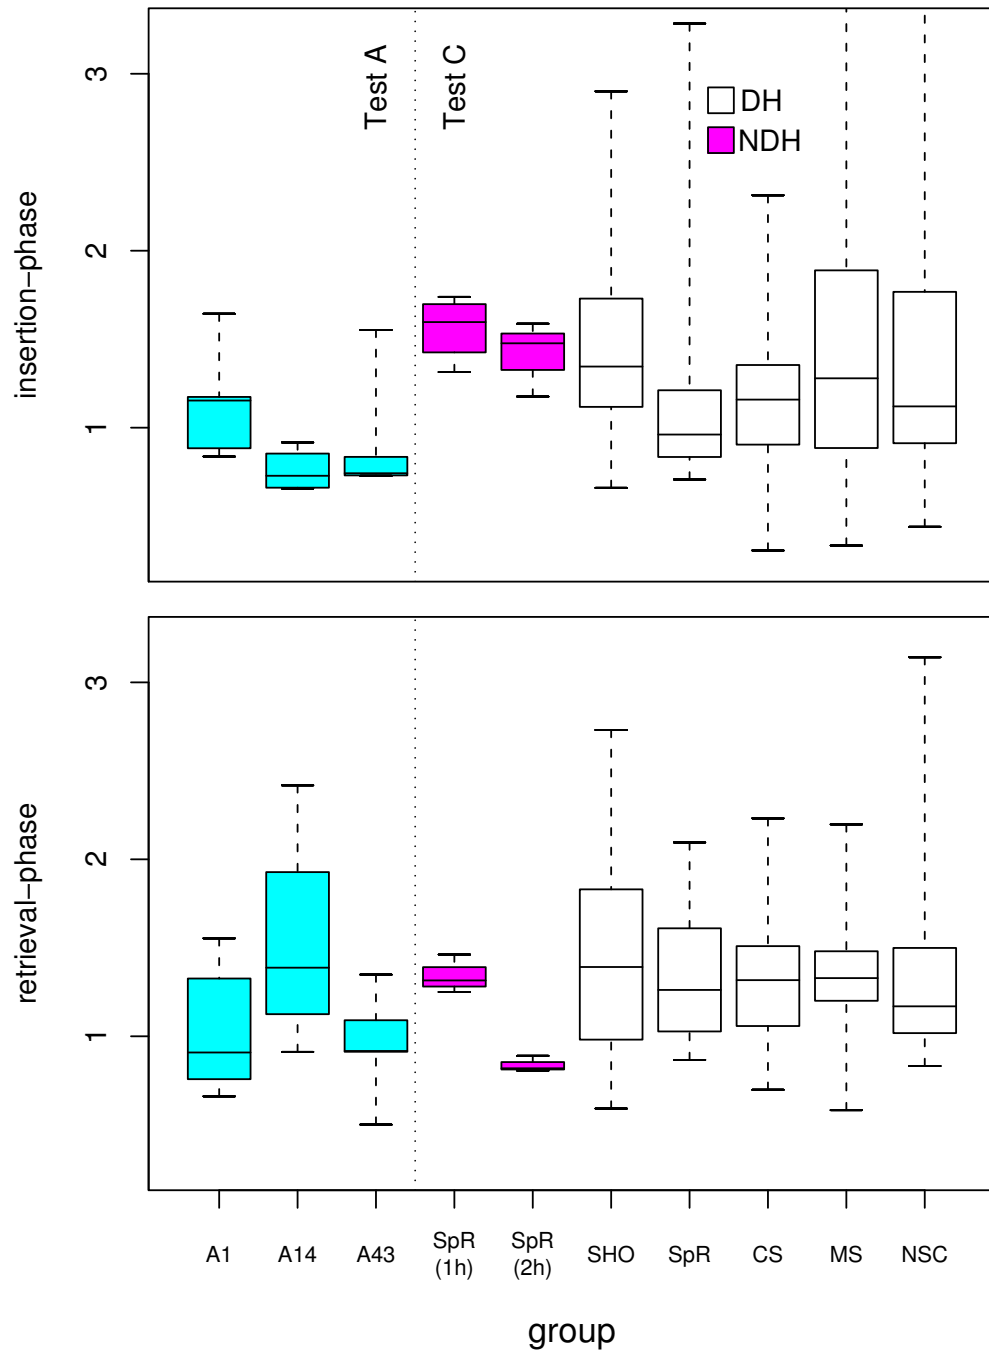 Test A
Test C
DH
NDH
3
2
1
insertion−phase
3
2
1
retrieval−phase
A1
A14
A43
SpR
(1h)
SpR
(2h)
SHO
SpR
CS
MS
NSC
group